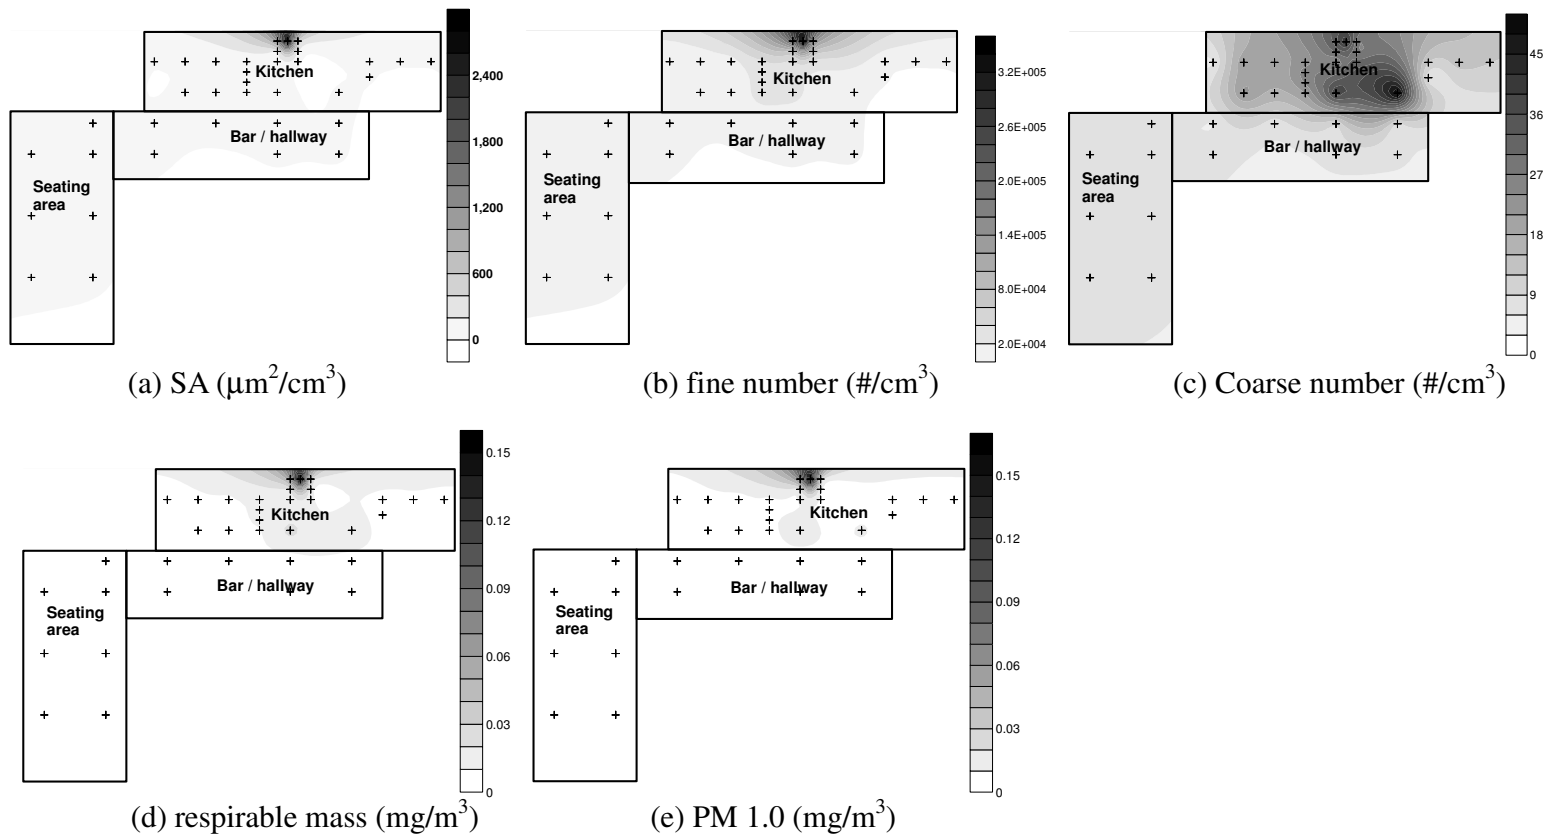 Kitchen
Bar / hallway
Seating
area
2,400
1,800
1,200
600
0
(a) SA (μm²/cm³)
Kitchen
Bar / hallway
Seating
area
3.2E+005
2.6E+005
2.0E+005
1.4E+005
8.0E+004
2.0E+004
(b) fine number (#/cm³)
Kitchen
Bar / hallway
Seating
area
45
36
27
18
9
0
(c) Coarse number (#/cm³)
Kitchen
Bar / hallway
Seating
area
0.15
0.12
0.09
0.06
0.03
0
(d) respirable mass (mg/m³)
Kitchen
Bar / hallway
Seating
area
0.15
0.12
0.09
0.06
0.03
0
(e) PM 1.0 (mg/m³)